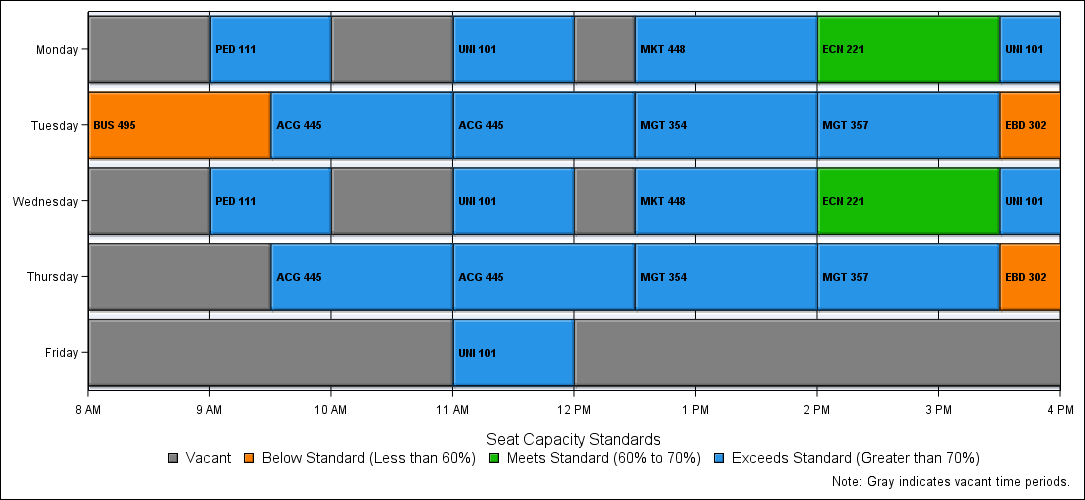 Monday PED 111 UNI 101 MKT 448 ECN 221 UNI 101
Tuesday BUS 495 ACG 445 ACG 445 MGT 354 MGT 357 EBD 302
Wednesday PED 111 UNI 101 MKT 448 ECN 221 UNI 101
Thursday ACG 445 ACG 445 MGT 354 MGT 357 EBD 302
Friday UNI 101
8 AM 9 AM 10 AM 11 AM 12 PM 1 PM 2 PM 3 PM 4 PM
Seat Capacity Standards
Vacant Below Standard (Less than 60%) Meets Standard (60% to 70%) Exceeds Standard (Greater than 70%)
Note: Gray indicates vacant time periods.